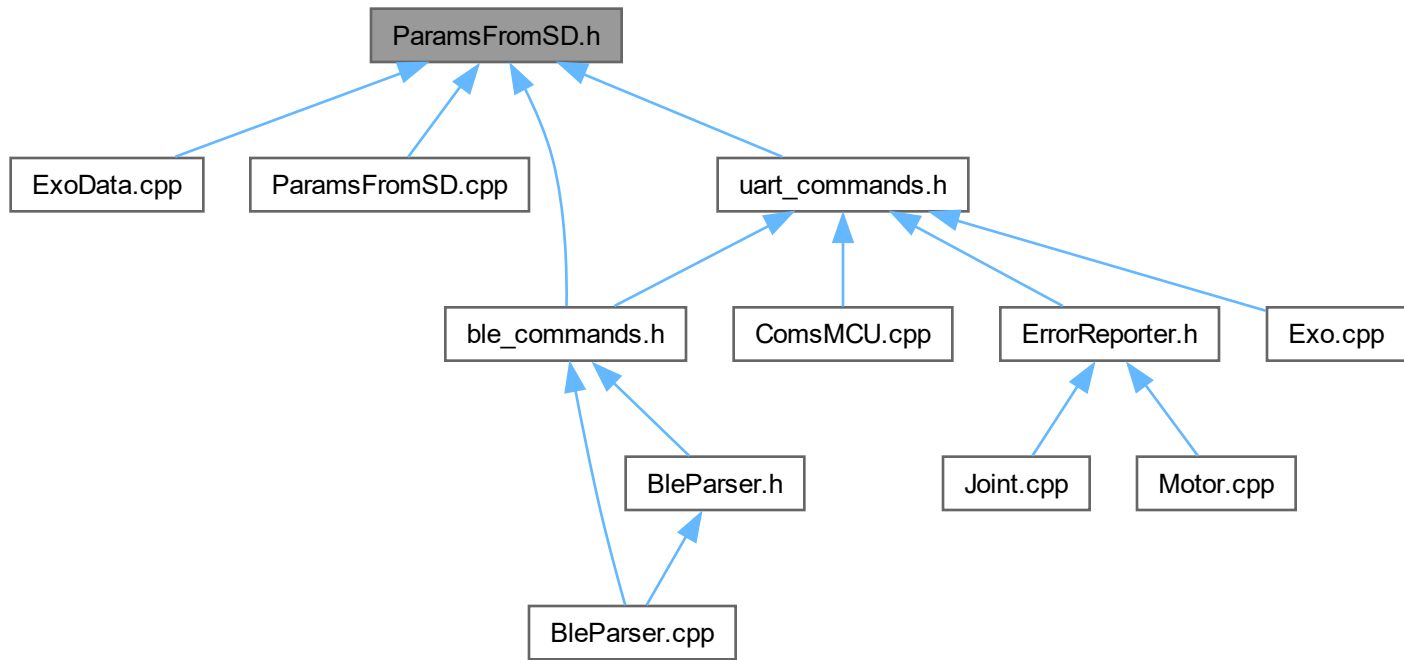 ParamsFromSD.h
ExoData.cpp
ParamsFromSD.cpp
uart_commands.h
ble_commands.h
ComsMCU.cpp
ErrorReporter.h
Exo.cpp
BleParser.h
Joint.cpp
Motor.cpp
BleParser.cpp